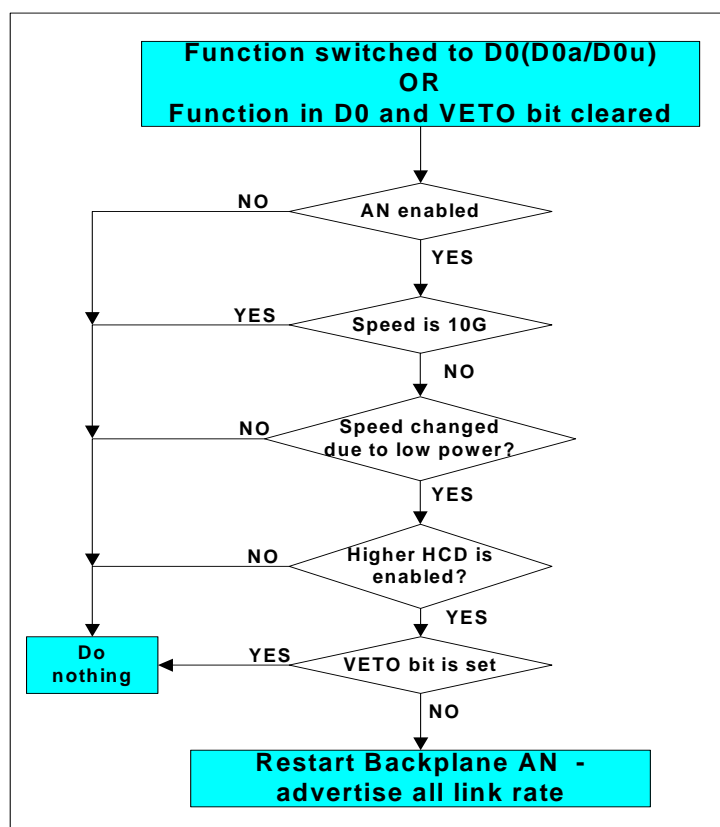 Function switched to D0(D0a/D0u)
OR
Function in D0 and VETO bit cleared
NO
AN enabled
YES
YES
Speed is 10G
NO
NO
Speed changed
due to low power?
YES
NO
Higher HCD is
enabled?
YES
Do
nothing
YES
VETO bit is set
NO
Restart Backplane AN -
advertise all link rate